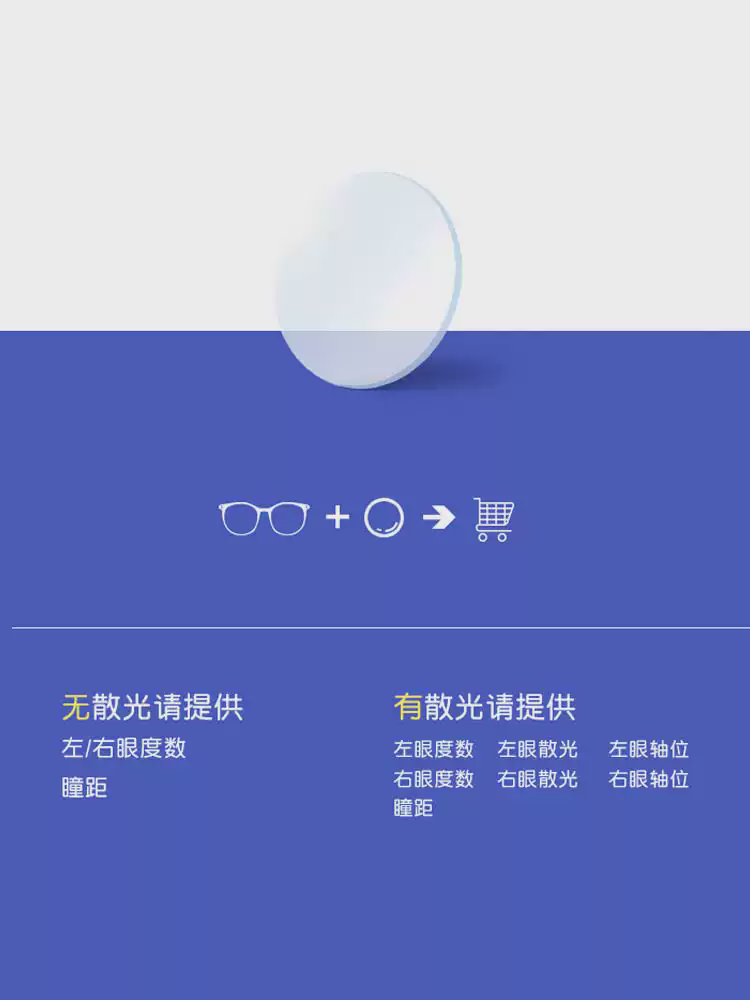 无散光请提供
左/右眼度数
瞳距
有散光请提供
左眼度数 左眼散光 左眼轴位
右眼度数 右眼散光 右眼轴位
瞳距